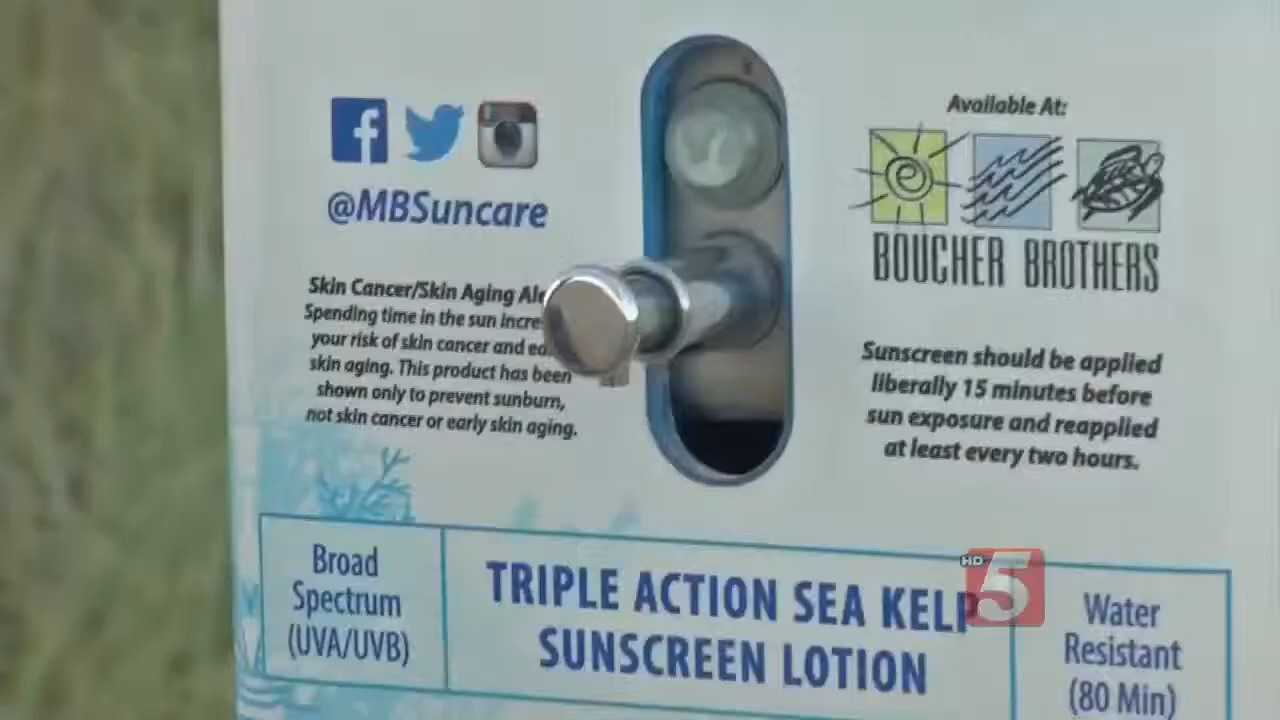 @MBSuncare
Skin Cancer/Skin Aging
Spending time in the sun
your risk of skin cancer and
skin aging. This product has been
shown only to prevent sunburn,
not skin cancer or early skin aging.
Available At:
BOUCHER BROTHERS
Sunscreen should be applied
liberally 15 minutes before
sun exposure and reapplied
at least every two hours.
Broad
Spectrum
(UVA/UVB)
TRIPLE ACTION SEA KELP
SUNSCREEN LOTION
Water
Resistant
(80 Min)
HD 5